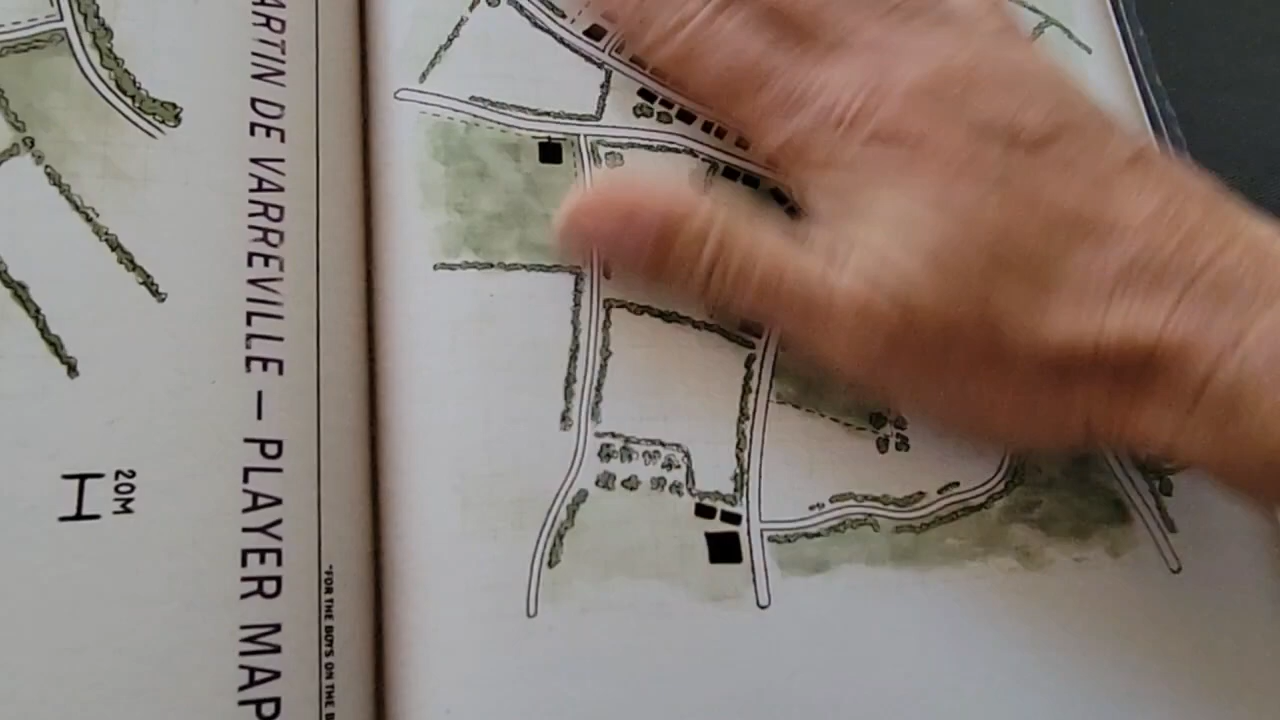 ARTIN DE VARREVILLE – PLAYER MAP
20M
"FOR THE BOYS ON THE